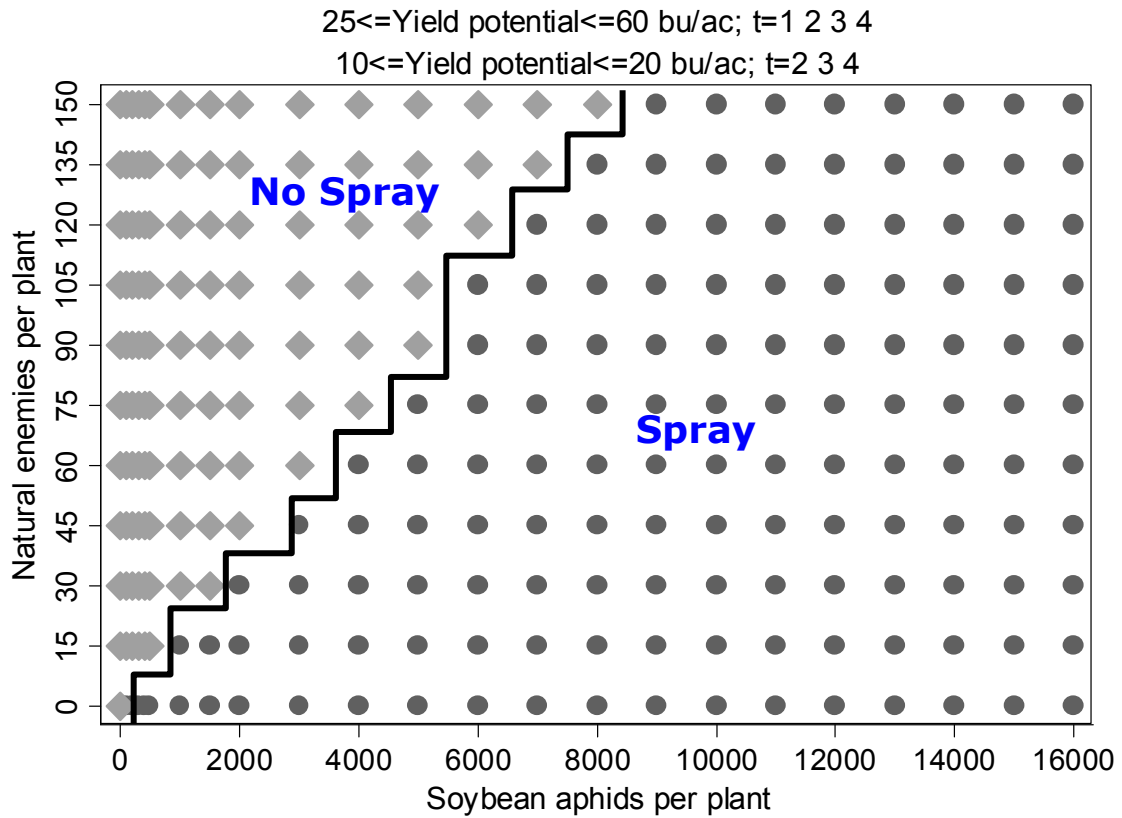 25<=Yield potential<=60 bu/ac; t=1 2 3 4
10<=Yield potential<=20 bu/ac; t=2 3 4
Natural enemies per plant
150
135
120
105
90
75
60
45
30
15
0
No Spray
Spray
0 2000 4000 6000 8000 10000 12000 14000 16000
Soybean aphids per plant